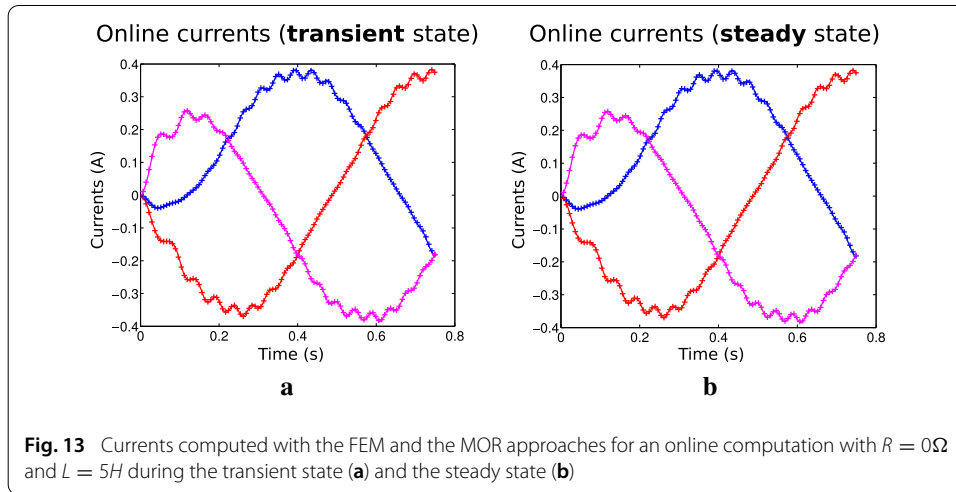 Online currents (transient state)
Online currents (steady state)
0.4
0.3
0.2
0.1
0
−0.1
−0.2
−0.3
−0.4
Currents (A)
0
0.2
0.4
0.6
0.8
Time (s)
a
0.4
0.3
0.2
0.1
0
−0.1
−0.2
−0.3
−0.4
Currents (A)
0
0.2
0.4
0.6
0.8
Time (s)
b
Fig. 13 Currents computed with the FEM and the MOR approaches for an online computation with R = 0Ω
and L = 5H during the transient state (a) and the steady state (b)